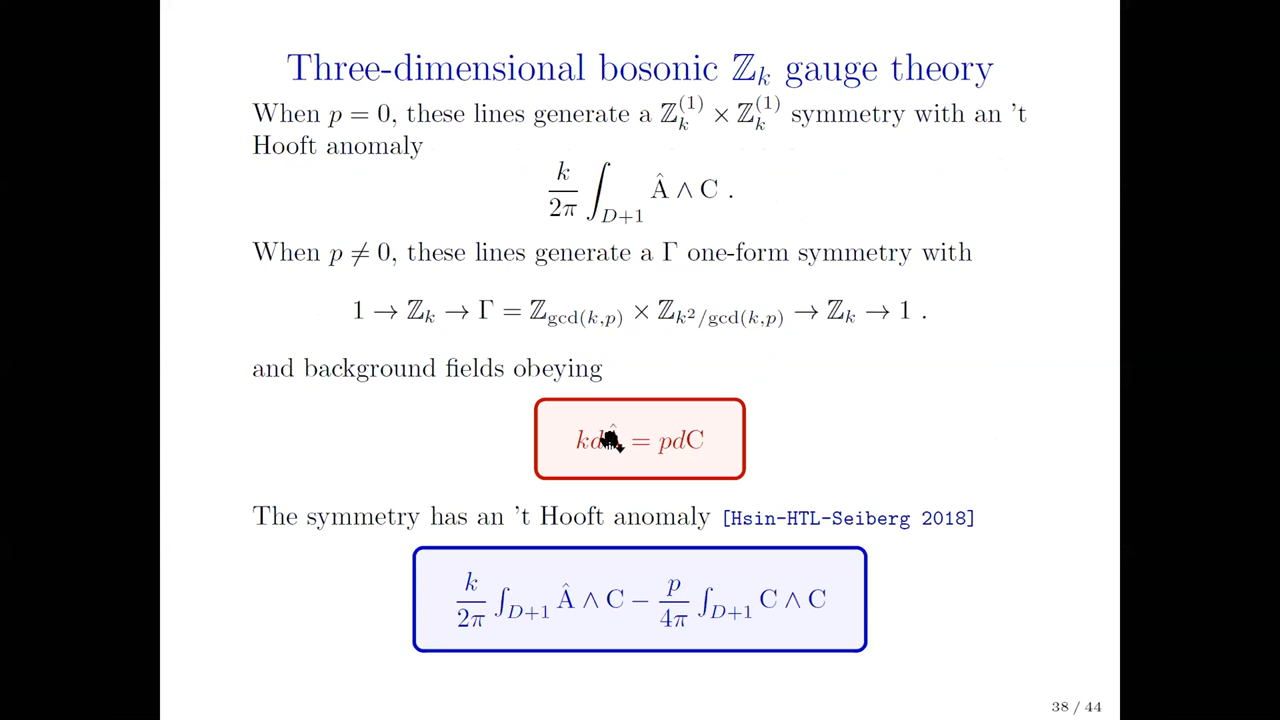 Three-dimensional bosonic ℤ_k gauge theory
When p = 0, these lines generate a ℤ_k^(1) × ℤ_k^(1) symmetry with an 't
Hooft anomaly
k/2π ∫_{D+1} Â ∧ C .
When p ≠ 0, these lines generate a Γ one-form symmetry with
1 → ℤ_k → Γ = ℤ_{gcd(k,p)} × ℤ_{k²/gcd(k,p)} → ℤ_k → 1 .
and background fields obeying
kd = pdC
The symmetry has an 't Hooft anomaly [Hsin-HTL-Seiberg 2018]
k/2π ∫_{D+1} Â ∧ C − p/4π ∫_{D+1} C ∧ C
38 / 44